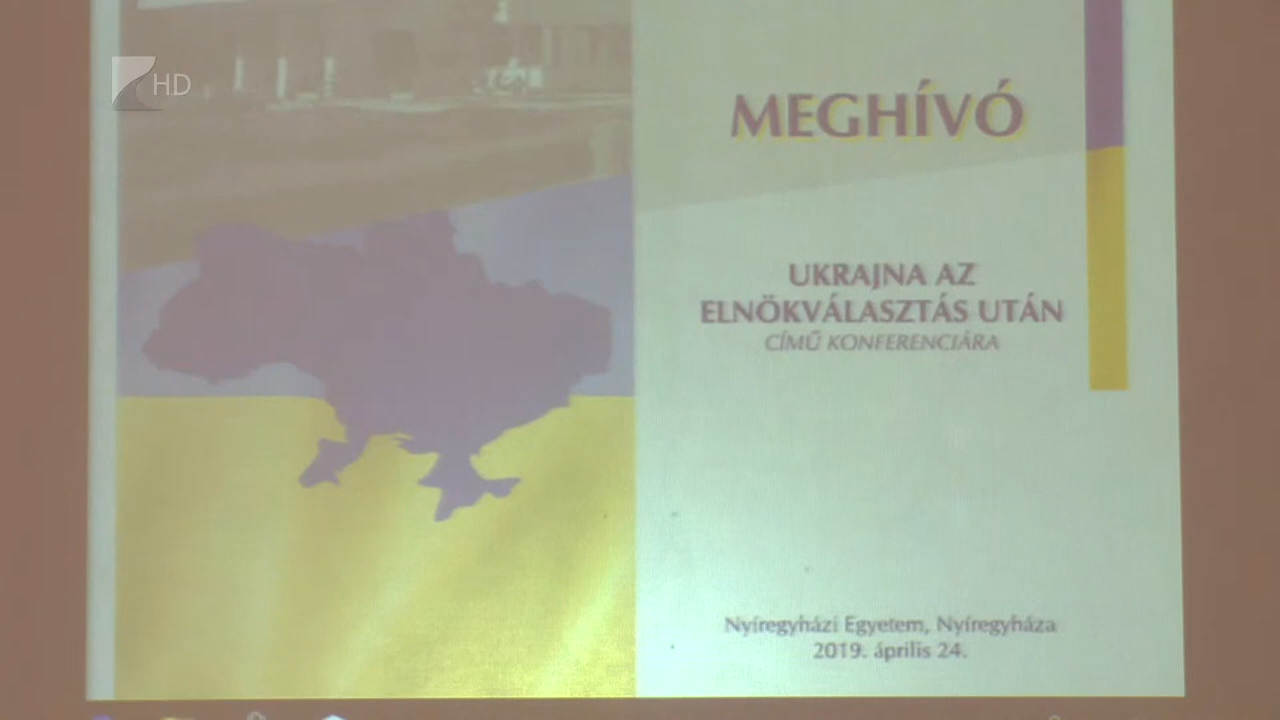 HD
MEGHÍVÓ
UKRAJNA AZ
ELNÖKVÁLASZTÁS UTÁN
CÍMŰ KONFERENCIÁRA
Nyíregyházi Egyetem, Nyíregyháza
2019. április 24.